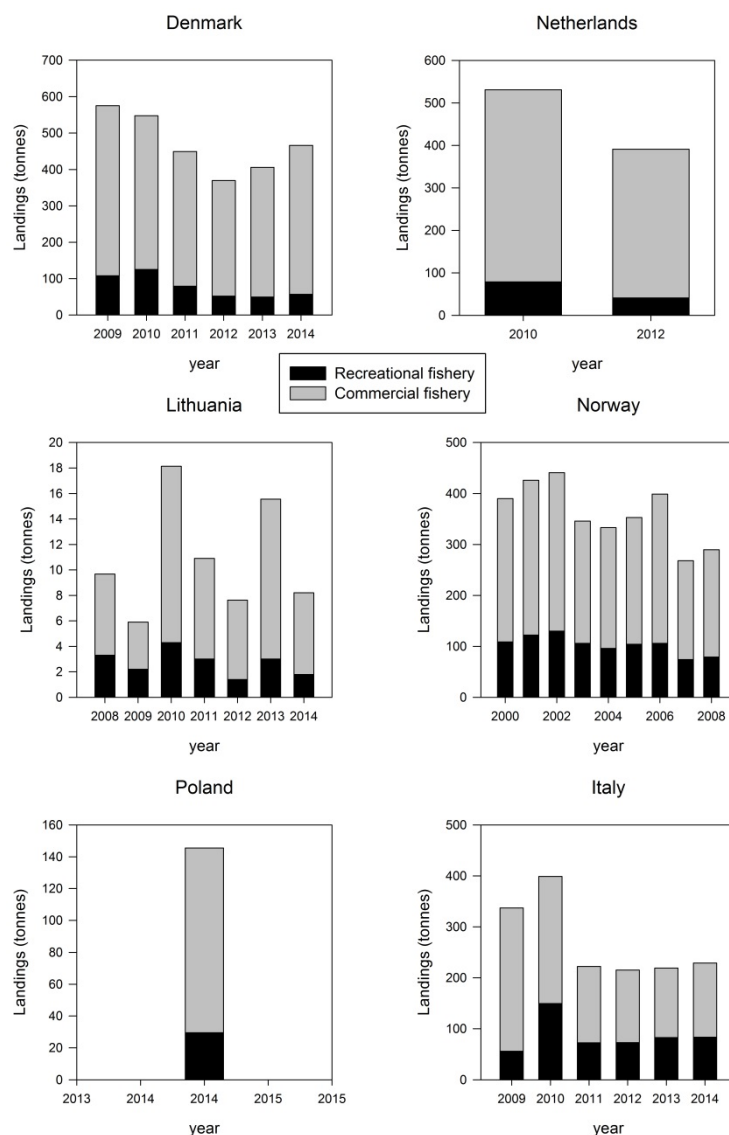 Denmark
Landings (tonnes)
700
600
500
400
300
200
100
0
2009 2010 2011 2012 2013 2014
year
Netherlands
Landings (tonnes)
600
500
400
300
200
100
0
2010 2012
year
Recreational fishery
Commercial fishery
Lithuania
Landings (tonnes)
20
18
16
14
12
10
8
6
4
2
0
2008 2009 2010 2011 2012 2013 2014
year
Norway
Landings (tonnes)
500
400
300
200
100
0
2000 2002 2004 2006 2008
year
Poland
Landings (tonnes)
160
140
120
100
80
60
40
20
0
2013 2014 2014 2015 2015
year
Italy
Landings (tonnes)
500
400
300
200
100
0
2009 2010 2011 2012 2013 2014
year